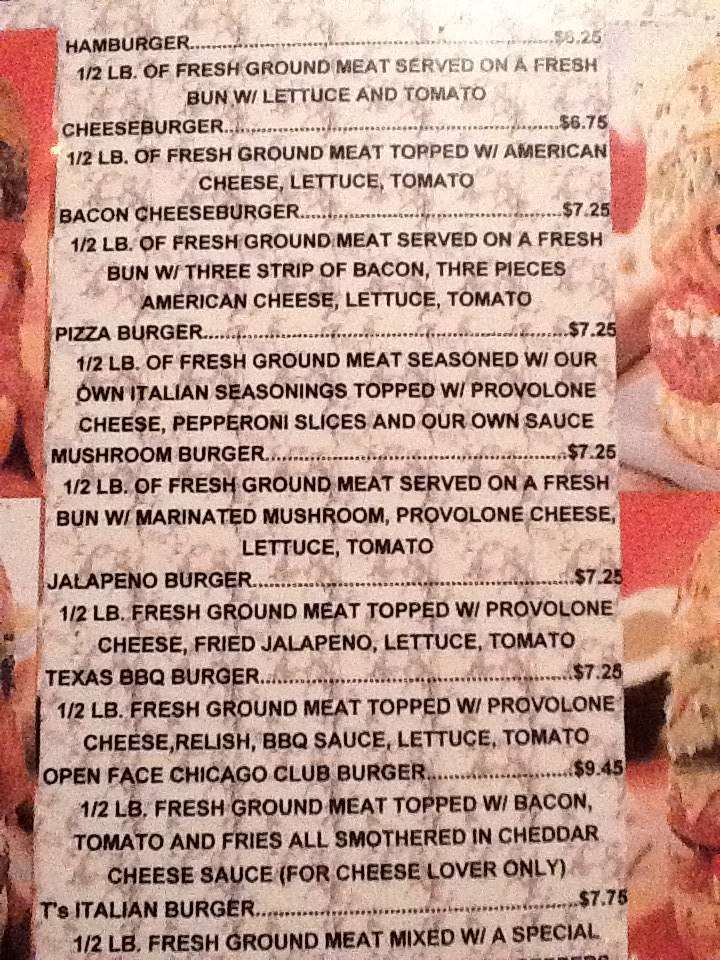 HAMBURGER..................................................$6.25
1/2 LB. OF FRESH GROUND MEAT SERVED ON A FRESH
BUN W/ LETTUCE AND TOMATO
CHEESEBURGER..................................................$6.75
1/2 LB. OF FRESH GROUND MEAT TOPPED W/ AMERICAN
CHEESE, LETTUCE, TOMATO
BACON CHEESEBURGER.......................................$7.25
1/2 LB. OF FRESH GROUND MEAT SERVED ON A FRESH
BUN W/ THREE STRIP OF BACON, THRE PIECES
AMERICAN CHEESE, LETTUCE, TOMATO
PIZZA BURGER......................................................$7.25
1/2 LB. OF FRESH GROUND MEAT SEASONED W/ OUR
OWN ITALIAN SEASONINGS TOPPED W/ PROVOLONE
CHEESE, PEPPERONI SLICES AND OUR OWN SAUCE
MUSHROOM BURGER.............................................$7.25
1/2 LB. OF FRESH GROUND MEAT SERVED ON A FRESH
BUN W/ MARINATED MUSHROOM, PROVOLONE CHEESE,
LETTUCE, TOMATO
JALAPENO BURGER................................................$7.25
1/2 LB. FRESH GROUND MEAT TOPPED W/ PROVOLONE
CHEESE, FRIED JALAPENO, LETTUCE, TOMATO
TEXAS BBQ BURGER..............................................$7.25
1/2 LB. FRESH GROUND MEAT TOPPED W/ PROVOLONE
CHEESE,RELISH, BBQ SAUCE, LETTUCE, TOMATO
OPEN FACE CHICAGO CLUB BURGER......................$9.45
1/2 LB. FRESH GROUND MEAT TOPPED W/ BACON,
TOMATO AND FRIES ALL SMOTHERED IN CHEDDAR
CHEESE SAUCE (FOR CHEESE LOVER ONLY)
T's ITALIAN BURGER................................................$7.75
1/2 LB. FRESH GROUND MEAT MIXED W/ A SPECIAL